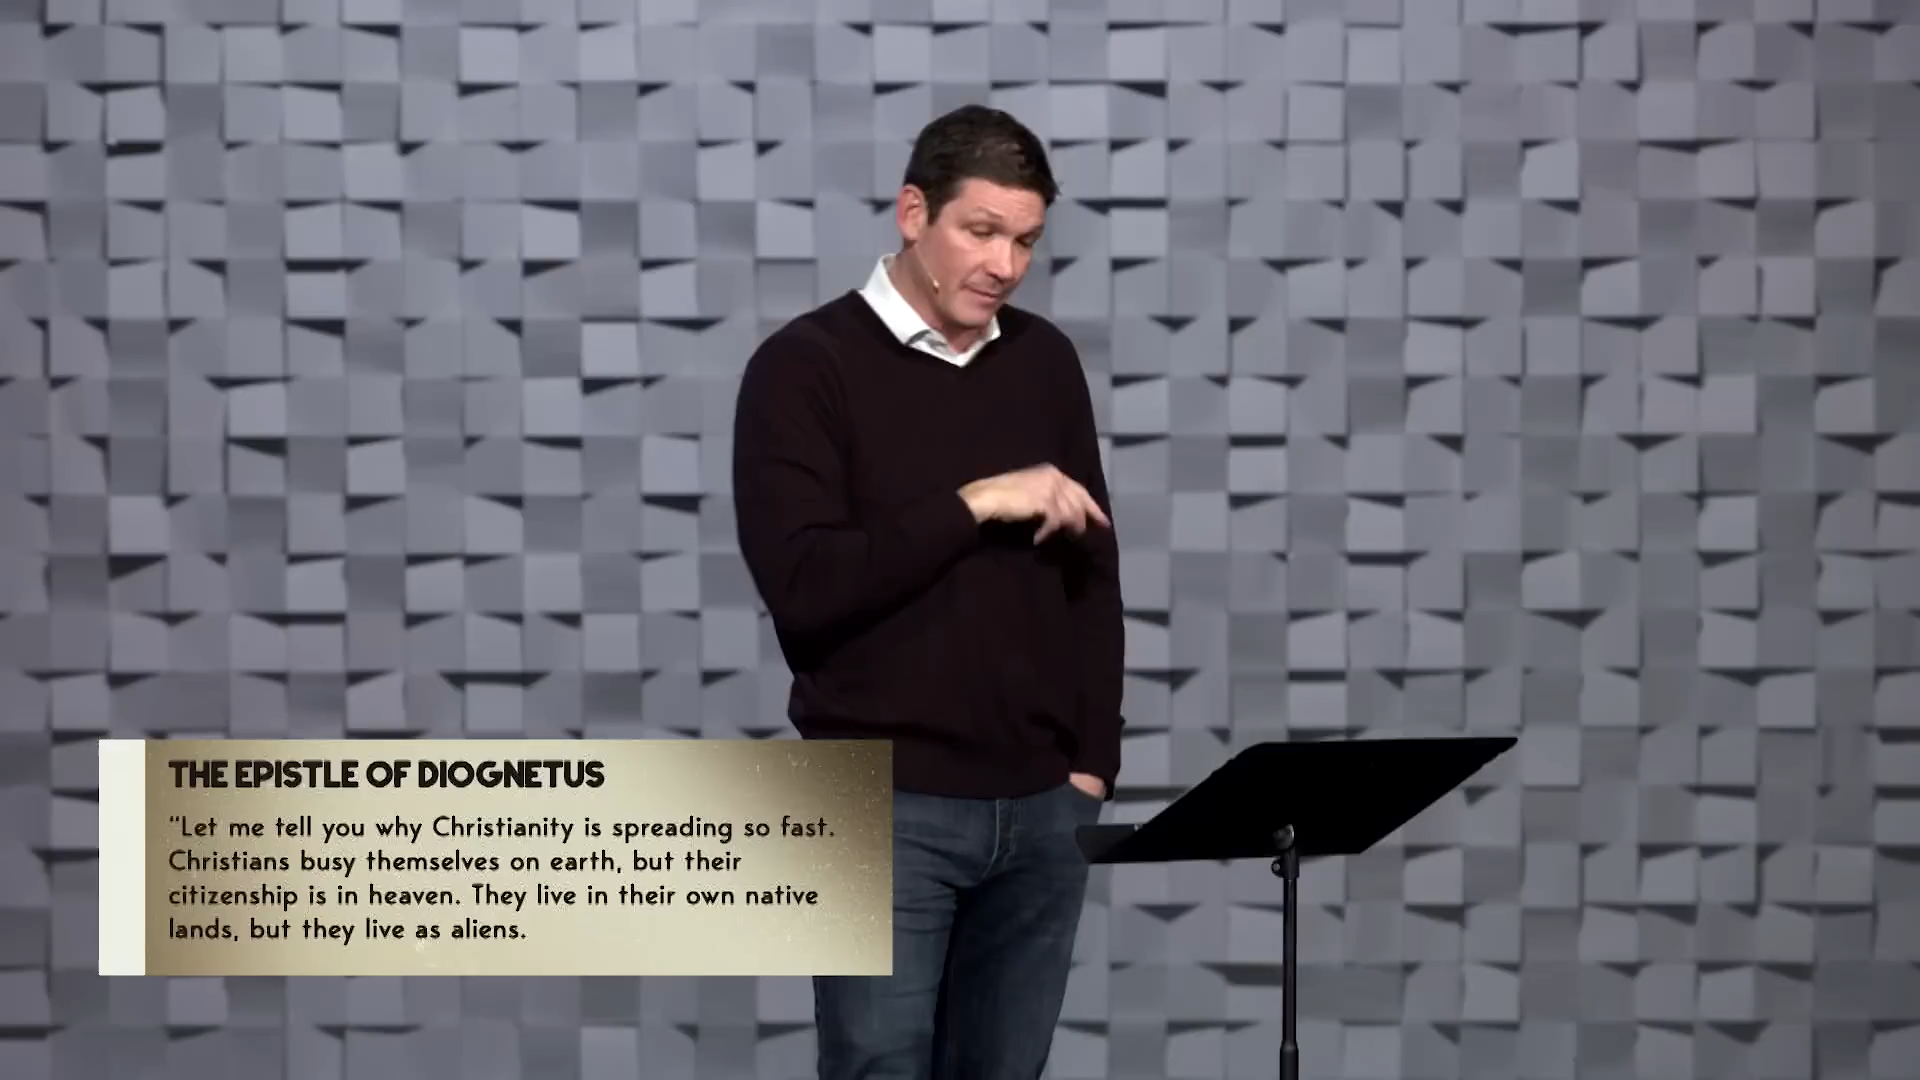 THE EPISTLE OF DIOGNETUS
“Let me tell you why Christianity is spreading so fast.
Christians busy themselves on earth, but their
citizenship is in heaven. They live in their own native
lands, but they live as aliens.